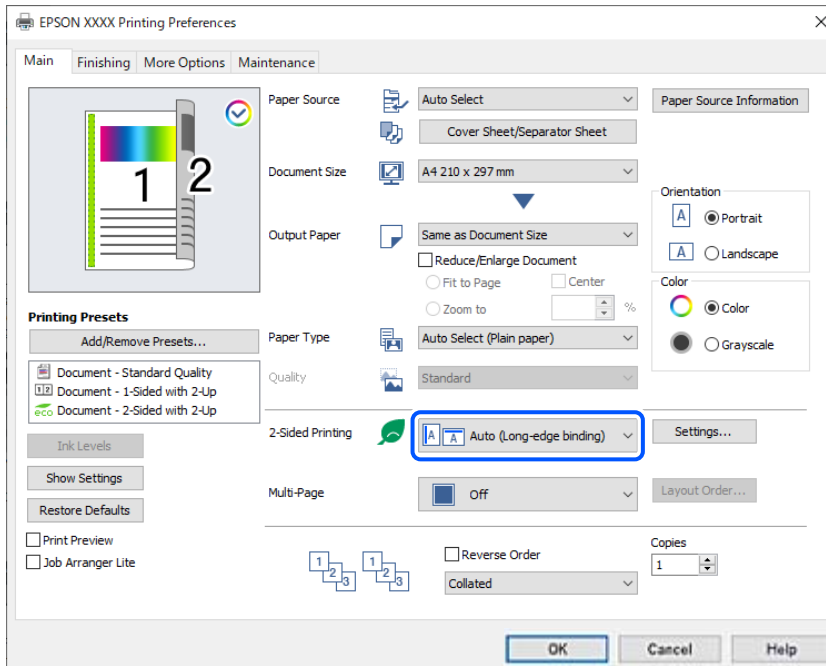 EPSON XXXX Printing Preferences
Main Finishing More Options Maintenance
1 2
Paper Source Auto Select Paper Source Information
Cover Sheet/Separator Sheet
Document Size A4 210 x 297 mm
Orientation
A Portrait
A Landscape
Output Paper Same as Document Size
Reduce/Enlarge Document
Fit to Page Center
Zoom to %
Color
Color
Grayscale
Printing Presets
Add/Remove Presets...
Document - Standard Quality
1 2 Document - 1-Sided with 2-Up
eco Document - 2-Sided with 2-Up
Paper Type Auto Select (Plain paper)
Quality Standard
Ink Levels
Show Settings
Restore Defaults
Print Preview
Job Arranger Lite
2-Sided Printing A A Auto (Long-edge binding) Settings...
Multi-Page Off Layout Order...
1 2 3 1 2 3
Reverse Order
Collated
Copies
1
OK Cancel Help